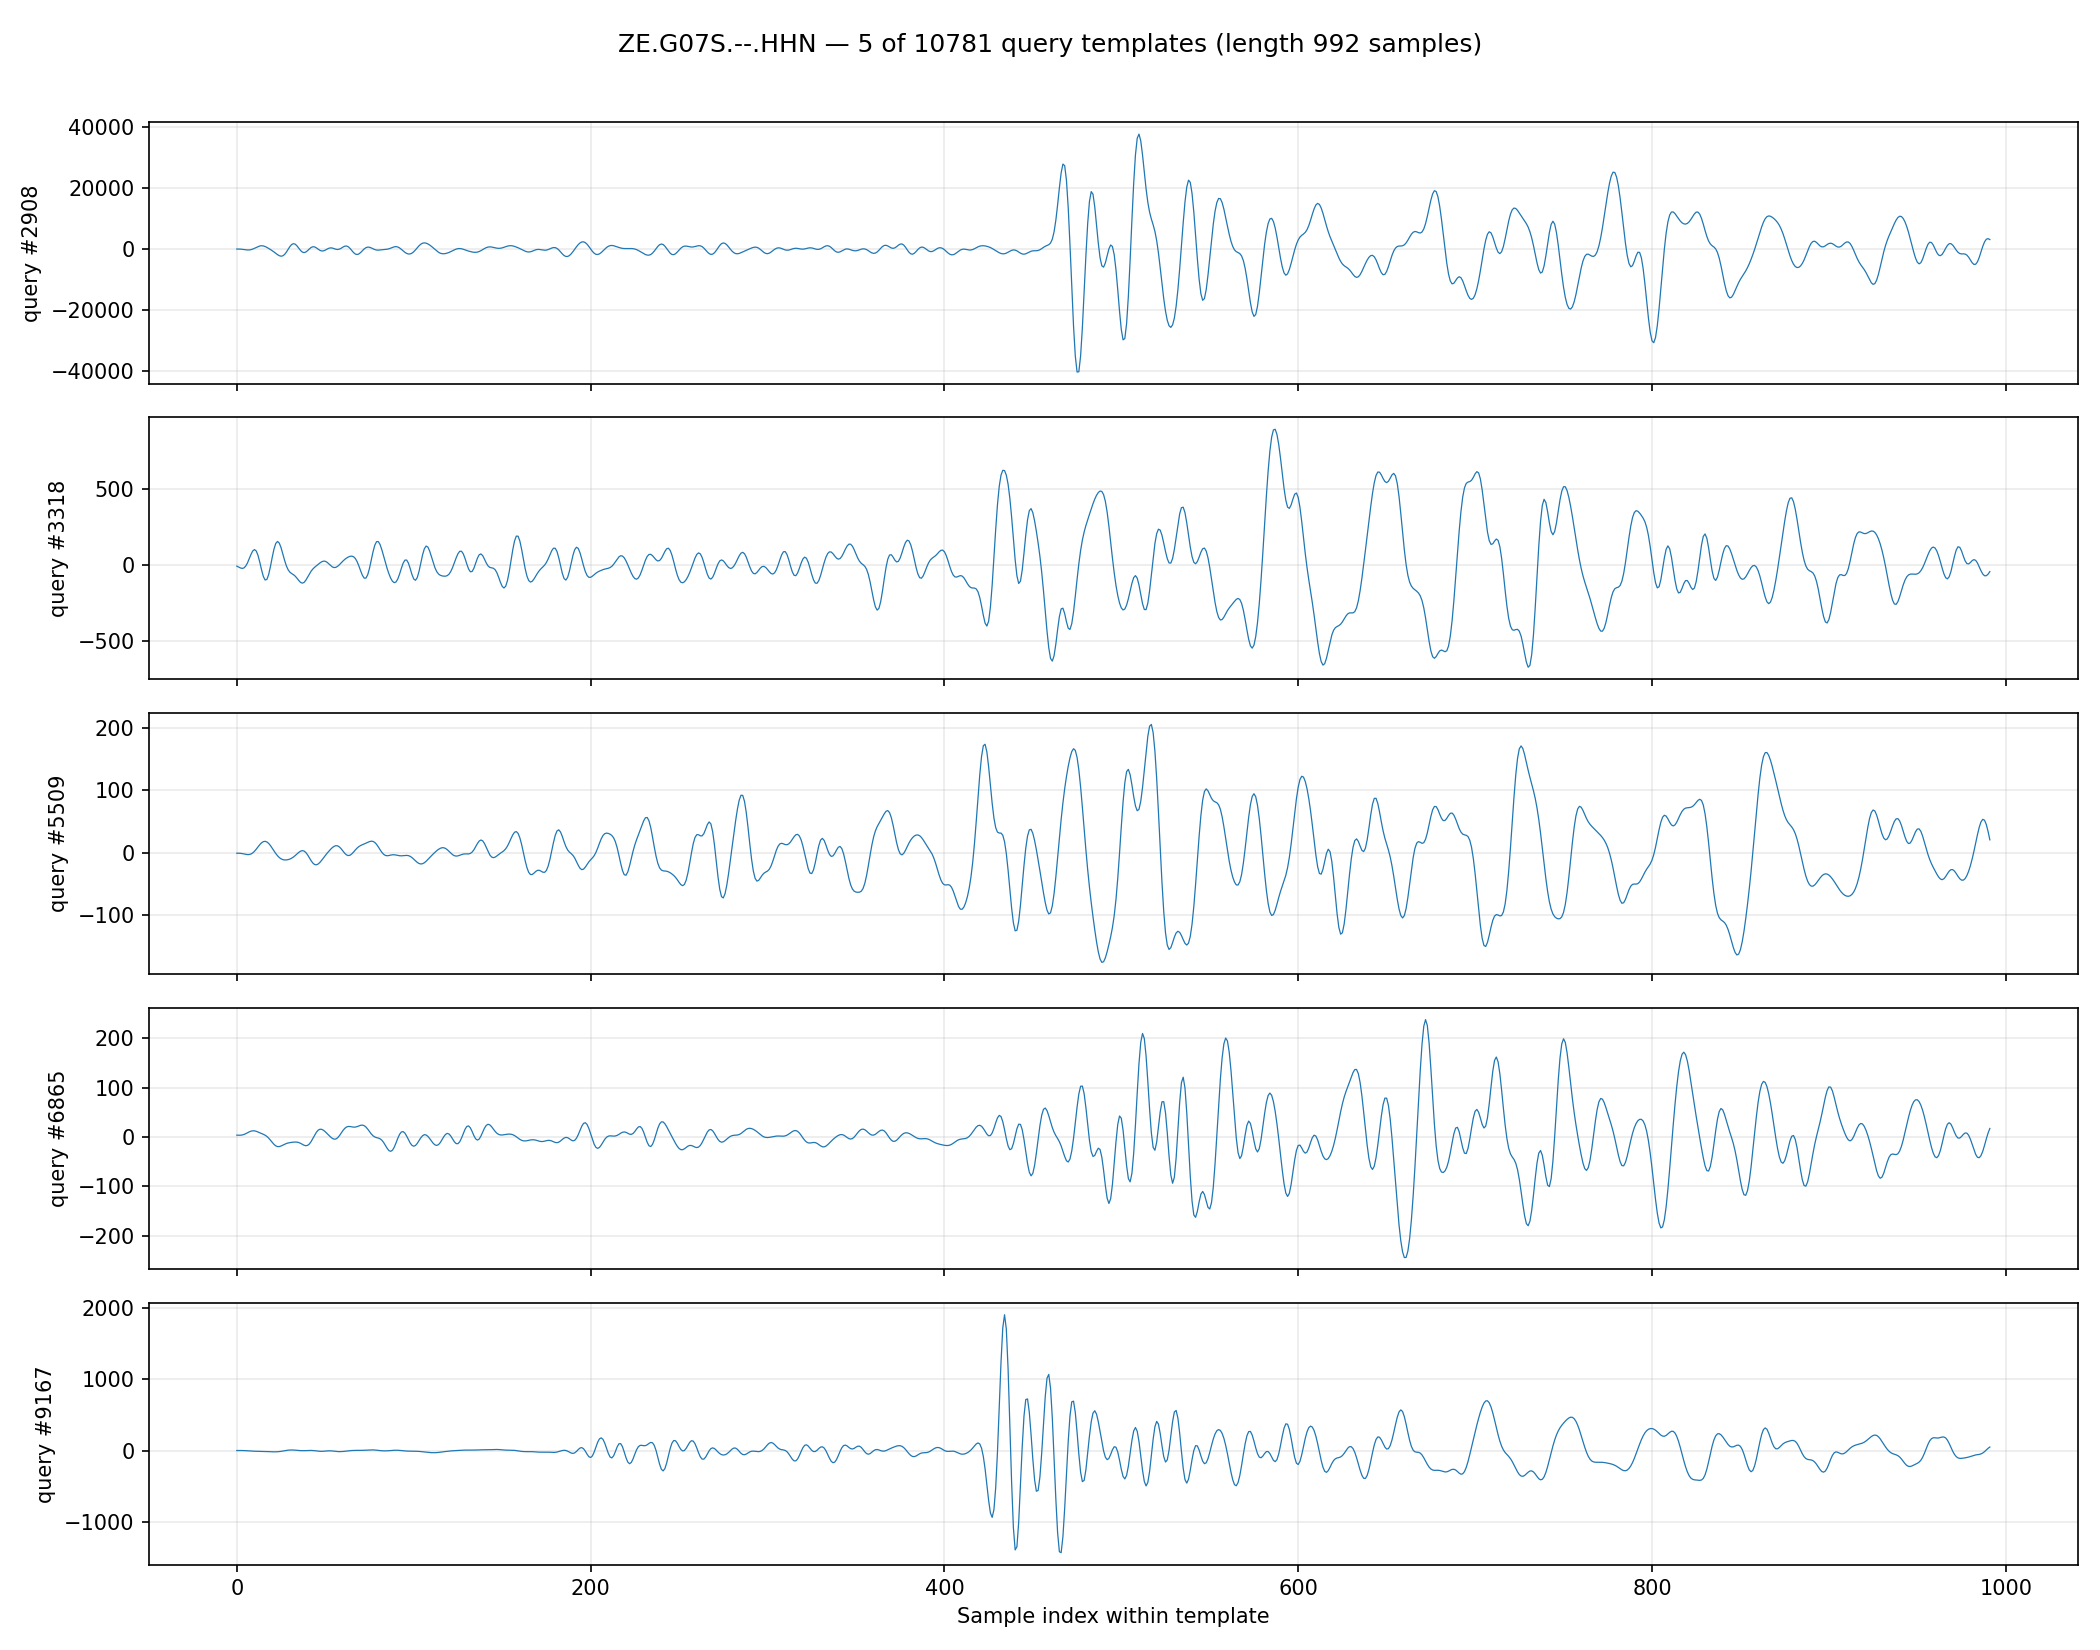 ZE.G07S.--.HHN — 5 of 10781 query templates (length 992 samples)
40000
20000
0
−20000
−40000
query #2908
500
0
−500
query #3318
200
100
0
−100
query #5509
200
100
0
−100
−200
query #6865
2000
1000
0
−1000
query #9167
0 200 400 600 800 1000
Sample index within template